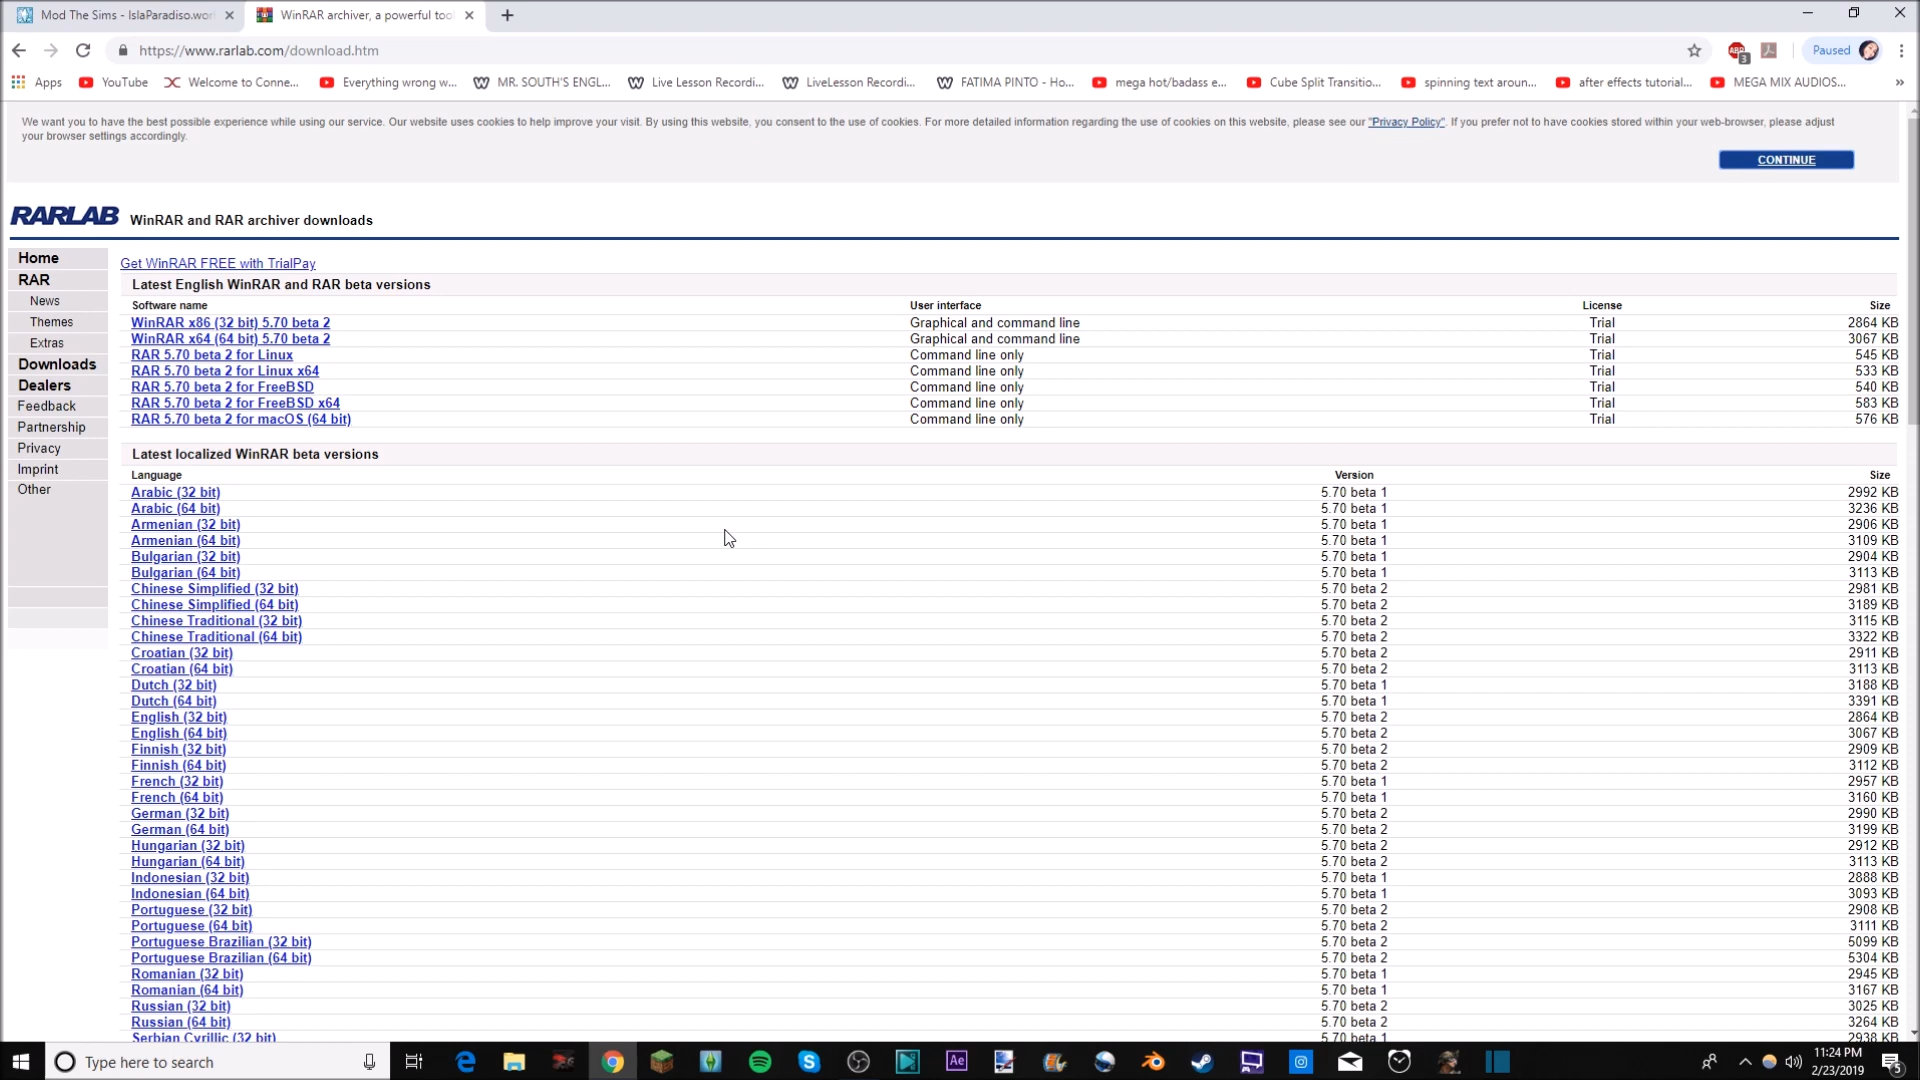 Mod The Sims - IslaParadiso.worl
WinRAR archiver, a powerful tool
https://www.rarlab.com/download.htm
ABP 3
Paused
Apps
YouTube
Welcome to Conne...
Everything wrong w...
MR. SOUTH'S ENGL...
Live Lesson Recordi...
LiveLesson Recordi...
FATIMA PINTO - Ho...
mega hot/badass e...
Cube Split Transitio...
spinning text aroun...
after effects tutorial...
MEGA MIX AUDIOS...
»
We want you to have the best possible experience while using our service. Our website uses cookies to help improve your visit. By using this website, you consent to the use of cookies. For more detailed information regarding the use of cookies on this website, please see our "Privacy Policy". If you prefer not to have cookies stored within your web-browser, please adjust
your browser settings accordingly.
CONTINUE
RARLAB WinRAR and RAR archiver downloads
Home
RAR
News
Themes
Extras
Downloads
Dealers
Feedback
Partnership
Privacy
Imprint
Other
Get WinRAR FREE with TrialPay
Latest English WinRAR and RAR beta versions
Software name User interface License Size
WinRAR x86 (32 bit) 5.70 beta 2 Graphical and command line Trial 2864 KB
WinRAR x64 (64 bit) 5.70 beta 2 Graphical and command line Trial 3067 KB
RAR 5.70 beta 2 for Linux Command line only Trial 545 KB
RAR 5.70 beta 2 for Linux x64 Command line only Trial 533 KB
RAR 5.70 beta 2 for FreeBSD Command line only Trial 540 KB
RAR 5.70 beta 2 for FreeBSD x64 Command line only Trial 583 KB
RAR 5.70 beta 2 for macOS (64 bit) Command line only Trial 576 KB
Latest localized WinRAR beta versions
Language Version Size
Arabic (32 bit) 5.70 beta 1 2992 KB
Arabic (64 bit) 5.70 beta 1 3236 KB
Armenian (32 bit) 5.70 beta 1 2906 KB
Armenian (64 bit) 5.70 beta 1 3109 KB
Bulgarian (32 bit) 5.70 beta 1 2904 KB
Bulgarian (64 bit) 5.70 beta 1 3113 KB
Chinese Simplified (32 bit) 5.70 beta 2 2981 KB
Chinese Simplified (64 bit) 5.70 beta 2 3189 KB
Chinese Traditional (32 bit) 5.70 beta 2 3115 KB
Chinese Traditional (64 bit) 5.70 beta 2 3322 KB
Croatian (32 bit) 5.70 beta 2 2911 KB
Croatian (64 bit) 5.70 beta 2 3113 KB
Dutch (32 bit) 5.70 beta 1 3188 KB
Dutch (64 bit) 5.70 beta 1 3391 KB
English (32 bit) 5.70 beta 2 2864 KB
English (64 bit) 5.70 beta 2 3067 KB
Finnish (32 bit) 5.70 beta 2 2909 KB
Finnish (64 bit) 5.70 beta 2 3112 KB
French (32 bit) 5.70 beta 1 2957 KB
French (64 bit) 5.70 beta 1 3160 KB
German (32 bit) 5.70 beta 2 2990 KB
German (64 bit) 5.70 beta 2 3199 KB
Hungarian (32 bit) 5.70 beta 2 2912 KB
Hungarian (64 bit) 5.70 beta 2 3113 KB
Indonesian (32 bit) 5.70 beta 1 2888 KB
Indonesian (64 bit) 5.70 beta 1 3093 KB
Portuguese (32 bit) 5.70 beta 2 2908 KB
Portuguese (64 bit) 5.70 beta 2 3111 KB
Portuguese Brazilian (32 bit) 5.70 beta 2 5099 KB
Portuguese Brazilian (64 bit) 5.70 beta 2 5304 KB
Romanian (32 bit) 5.70 beta 1 2945 KB
Romanian (64 bit) 5.70 beta 1 3167 KB
Russian (32 bit) 5.70 beta 2 3025 KB
Russian (64 bit) 5.70 beta 2 3264 KB
Serbian Cyrillic (32 bit) 5.70 beta 1 2938 KB
Type here to search
Ae
11:24 PM
2/23/2019
5